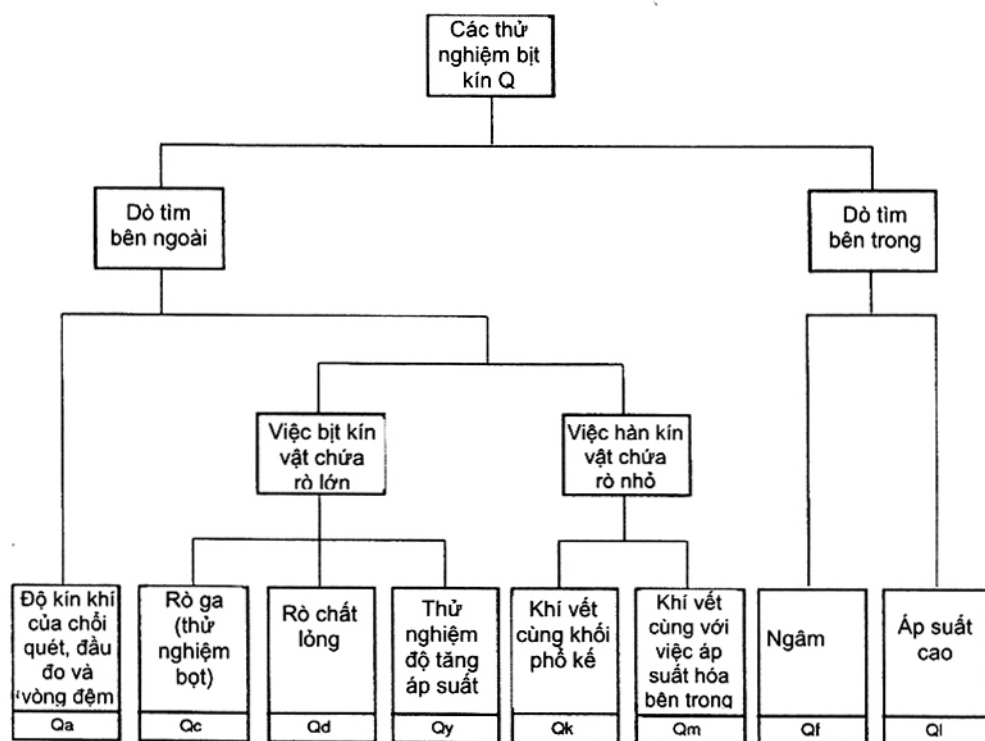 Các thử
nghiệm bịt
kín Q
Dò tìm
bên ngoài
Dò tìm
bên trong
Việc bịt kín
vật chứa
rò lớn
Việc hàn kín
vật chứa
rò nhỏ
Độ kín khí
của chổi
quét, đầu
đo và
vòng đệm
Qa
Rò ga
(thử
nghiệm
bọt)
Qc
Rò chất
lỏng
Qd
Thử
nghiệm
độ tăng
áp suất
Qy
Khí vết
cùng khối
phổ kế
Qk
Khí vết
cùng với
việc áp
suất hóa
bên trong
Qm
Ngâm
Qf
Áp suất
cao
Ql